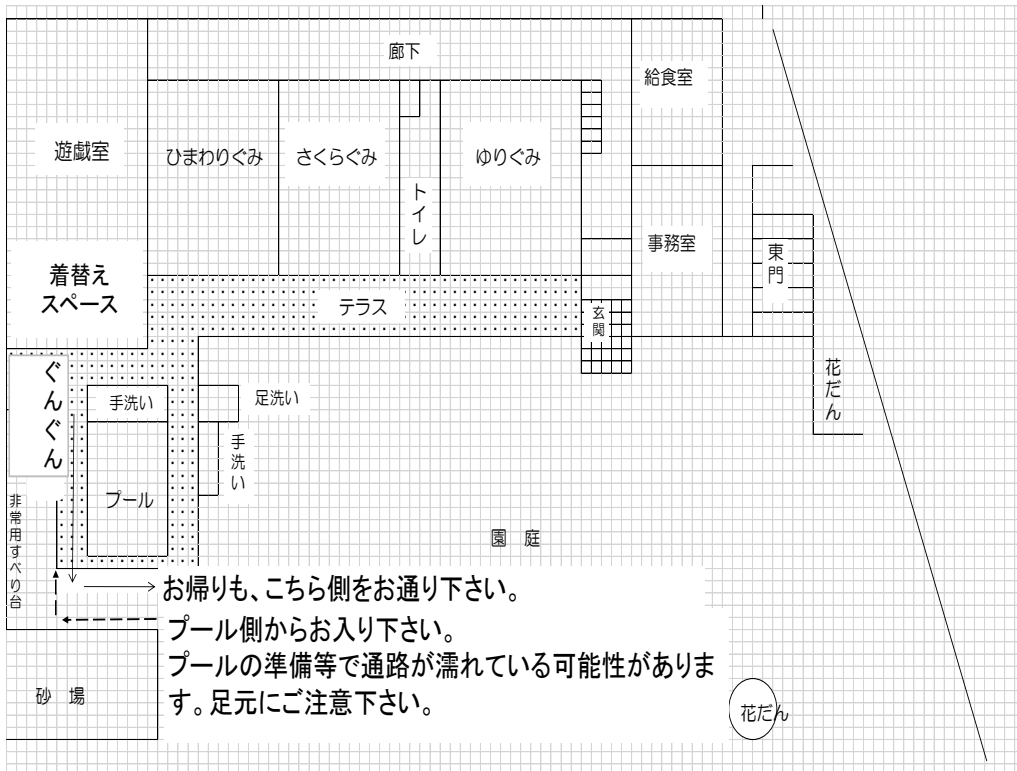 廊下
給食室
遊戯室
ひまわりぐみ
さくらぐみ
トイレ
ゆりぐみ
事務室
東門
着替え
スペース
テラス
玄関
ぐんぐん
手洗い
足洗い
手洗い
花だん
プール
非常用すべり台
園 庭
お帰りも、こちら側をお通り下さい。
プール側からお入り下さい。
プールの準備等で通路が濡れている可能性がありま
す。足元にご注意下さい。
砂 場
花だん